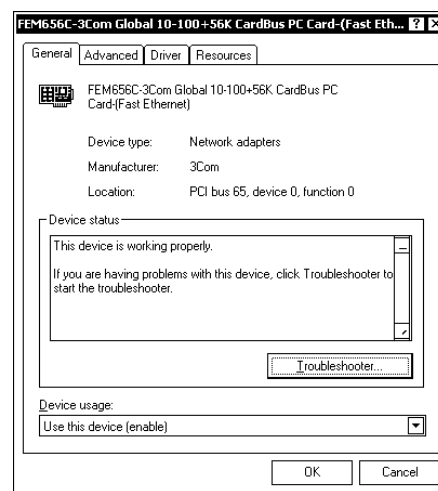 FEM656C-3Com Global 10-100+56K CardBus PC Card-(Fast Eth...
General Advanced Driver Resources
FEM656C-3Com Global 10-100+56K CardBus PC
Card-(Fast Ethernet)
Device type: Network adapters
Manufacturer: 3Com
Location: PCI bus 65, device 0, function 0
Device status
This device is working properly.
If you are having problems with this device, click Troubleshooter to
start the troubleshooter.
Troubleshooter...
Device usage:
Use this device (enable)
OK Cancel